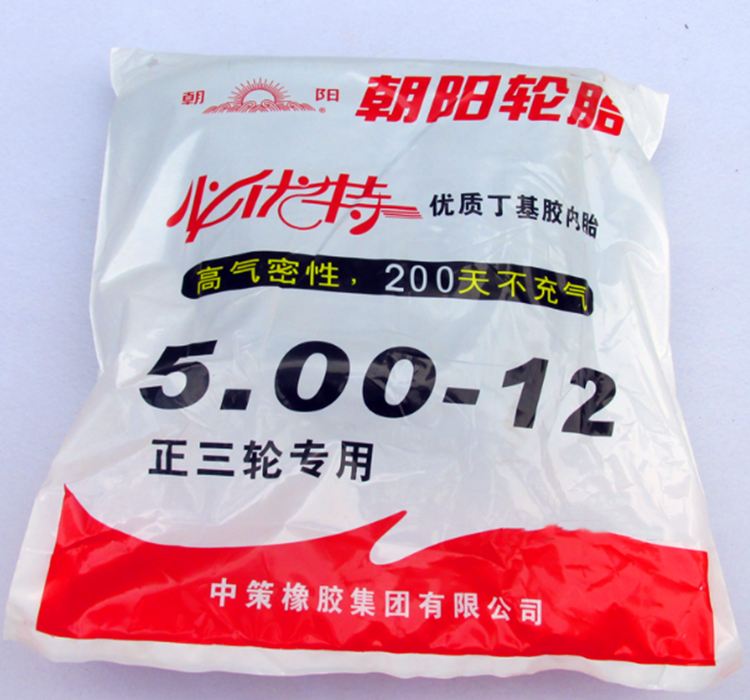 朝阳® 朝阳轮胎
必优特 优质丁基胶内胎
高气密性，200天不充气
5.00-12
正三轮专用
中策橡胶集团有限公司